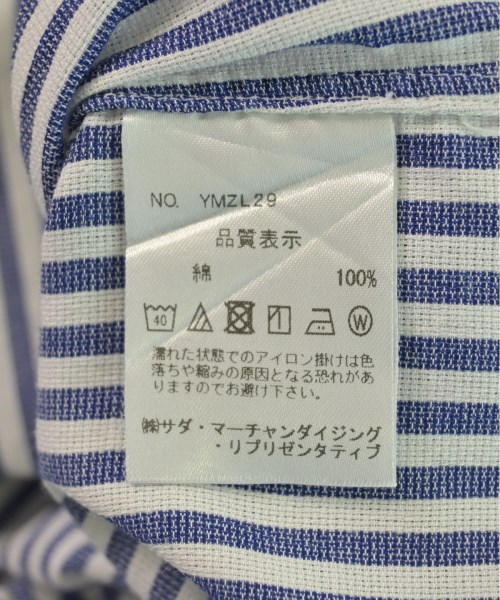 NO. YMZL29
品質表示
綿 100%
40 W
濡れた状態でのアイロン掛けは色
落ちや縮みの原因となる恐れがあ
りますのでお避け下さい。
㈱サダ・マーチャンダイジング
・リプリゼンタティブ